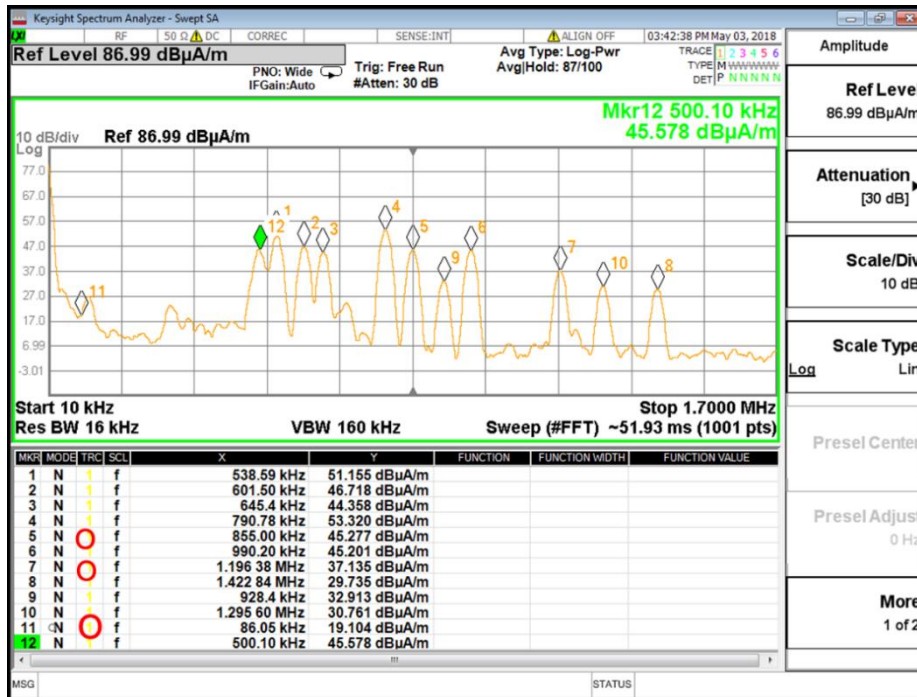 Keysight Spectrum Analyzer - Swept SA
RF 50 Ω DC CORREC SENSE:INT ALIGN OFF 03:42:38 PM May 03, 2018
Ref Level 86.99 dBµA/m
PNO: Wide
IFGain:Auto
Trig: Free Run
#Atten: 30 dB
Avg Type: Log-Pwr
Avg|Hold: 87/100
TRACE 1 2 3 4 5 6
TYPE M WWWWW
DET P N N N N N
Mkr12 500.10 kHz
45.578 dBµA/m
10 dB/div Ref 86.99 dBµA/m
Log
77.0
67.0
57.0
47.0
37.0
27.0
17.0
6.99
-3.01
1
12
2
3
4
5
6
9
7
10
8
11
Start 10 kHz Stop 1.7000 MHz
Res BW 16 kHz VBW 160 kHz Sweep (#FFT) ~51.93 ms (1001 pts)
MKR MODE TRC SCL X Y FUNCTION FUNCTION WIDTH FUNCTION VALUE
1 N 1 f 538.59 kHz 51.155 dBµA/m
2 N 1 f 601.50 kHz 46.718 dBµA/m
3 N 1 f 645.4 kHz 44.358 dBµA/m
4 N 1 f 790.78 kHz 53.320 dBµA/m
5 N f 855.00 kHz 45.277 dBµA/m
6 N 1 f 990.20 kHz 45.201 dBµA/m
7 N f 1.196 38 MHz 37.135 dBµA/m
8 N 1 f 1.422 84 MHz 29.735 dBµA/m
9 N 1 f 928.4 kHz 32.913 dBµA/m
10 N 1 f 1.295 60 MHz 30.761 dBµA/m
11 N 1 f 86.05 kHz 19.104 dBµA/m
12 N 1 f 500.10 kHz 45.578 dBµA/m
MSG STATUS
Amplitude
Ref Level
86.99 dBµA/m
Attenuation
[30 dB]
Scale/Div
10 dB
Scale Type
Log Lin
Presel Center
Presel Adjust
0 Hz
More
1 of 2